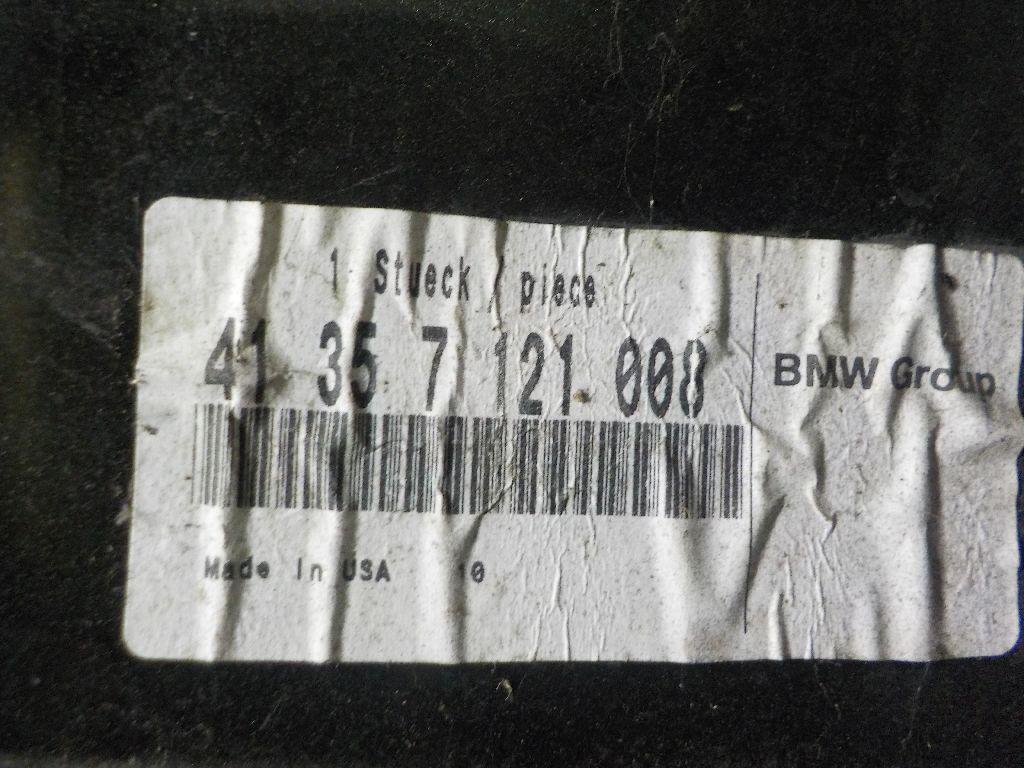 1 Stueck / piece
41 35 7 121 008
BMW Group
Made In USA 10